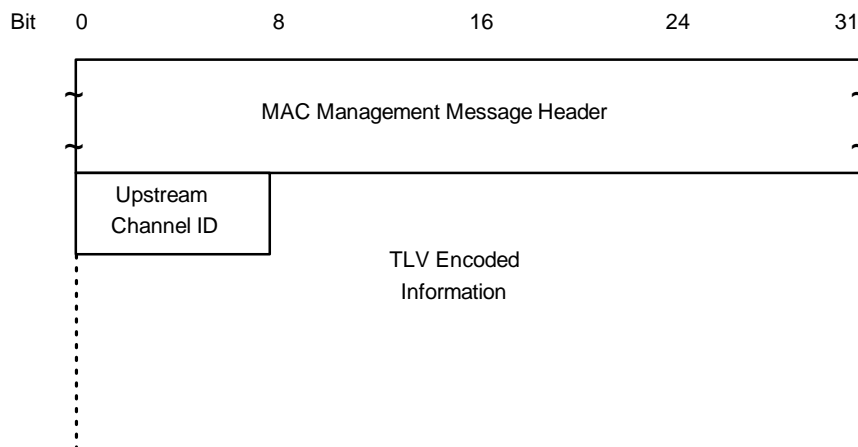 Bit 0 8 16 24 31
MAC Management Message Header
Upstream
Channel ID
TLV Encoded
Information